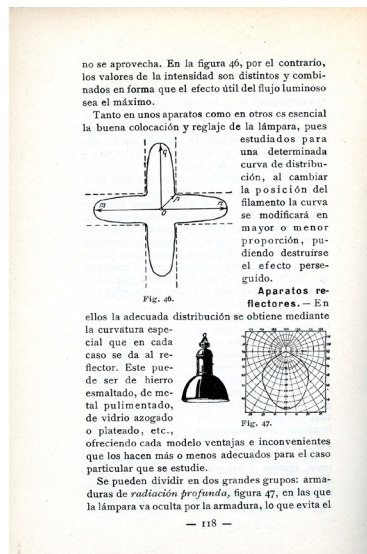 no se aprovecha. En la figura 46, por el contrario,
los valores de la intensidad son distintos y combi-
nados en forma que el efecto útil del flujo luminoso
sea el máximo.
Tanto en unos aparatos como en otros es esencial
la buena colocación y reglaje de la lámpara, pues
estudiados para
una determinada
curva de distribu-
ción, al cambiar
la posición del
filamento la curva
se modificará en
mayor o menor
proporción, pu-
diendo destruirse
el efecto perse-
guido.
q
m
p
n
O
Fig. 46.
Aparatos re-
flectores. — En
ellos la adecuada distribución se obtiene mediante
la curvatura espe-
cial que en cada
caso se da al re-
flector. Este pue-
de ser de hierro
esmaltado, de me-
tal pulimentado,
de vidrio azogado
o plateado, etc.,
Fig. 47.
ofreciendo cada modelo ventajas e inconvenientes
que los hacen más o menos adecuados para el caso
particular que se estudie.
Se pueden dividir en dos grandes grupos: arma-
duras de radiación profunda, figura 47, en las que
la lámpara va oculta por la armadura, lo que evita el
— 118 —